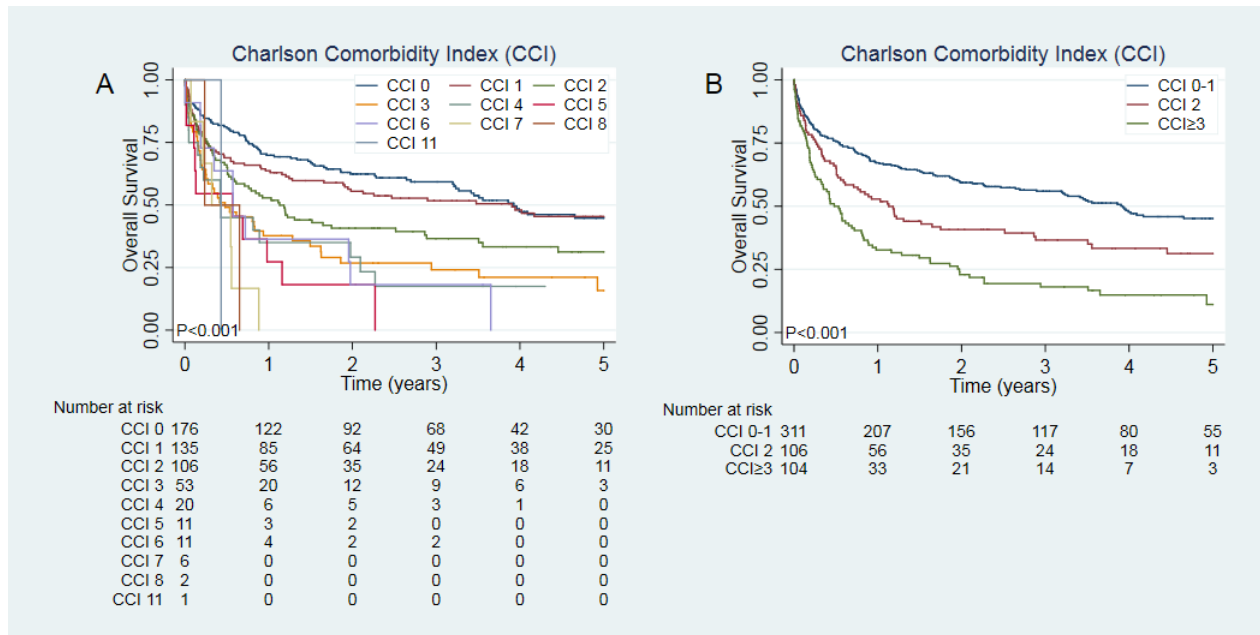 Charlson Comorbidity Index (CCI)
A
Overall Survival
1.00
0.75
0.50
0.25
0.00
CCI 0 CCI 1 CCI 2
CCI 3 CCI 4 CCI 5
CCI 6 CCI 7 CCI 8
CCI 11
P<0.001
0 1 2 3 4 5
Time (years)
Number at risk
CCI 0 176 122 92 68 42 30
CCI 1 135 85 64 49 38 25
CCI 2 106 56 35 24 18 11
CCI 3 53 20 12 9 6 3
CCI 4 20 6 5 3 1 0
CCI 5 11 3 2 0 0 0
CCI 6 11 4 2 2 0 0
CCI 7 6 0 0 0 0 0
CCI 8 2 0 0 0 0 0
CCI 11 1 0 0 0 0 0
Charlson Comorbidity Index (CCI)
B
Overall Survival
1.00
0.75
0.50
0.25
0.00
CCI 0-1
CCI 2
CCI≥3
P<0.001
0 1 2 3 4 5
Time (years)
Number at risk
CCI 0-1 311 207 156 117 80 55
CCI 2 106 56 35 24 18 11
CCI≥3 104 33 21 14 7 3